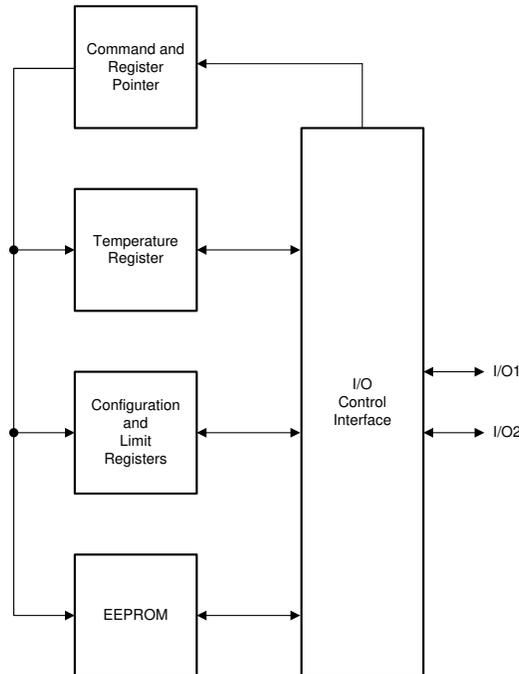 Command and
Register
Pointer
Temperature
Register
I/O
Control
Interface
I/O1
Configuration
and
Limit
Registers
I/O2
EEPROM